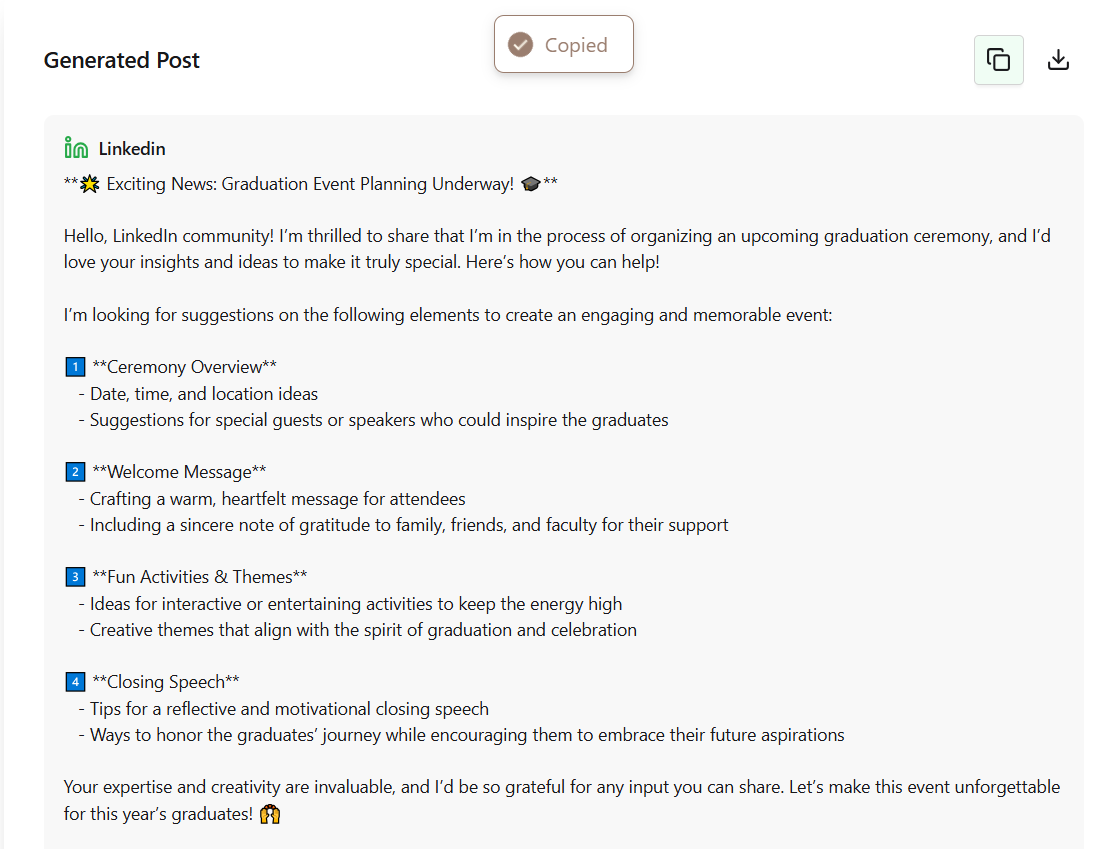 Copied
Generated Post
Linkedin
**🌟 Exciting News: Graduation Event Planning Underway! 🎓**
Hello, LinkedIn community! I’m thrilled to share that I’m in the process of organizing an upcoming graduation ceremony, and I’d
love your insights and ideas to make it truly special. Here’s how you can help!
I’m looking for suggestions on the following elements to create an engaging and memorable event:
1️⃣ **Ceremony Overview**
- Date, time, and location ideas
- Suggestions for special guests or speakers who could inspire the graduates
2️⃣ **Welcome Message**
- Crafting a warm, heartfelt message for attendees
- Including a sincere note of gratitude to family, friends, and faculty for their support
3️⃣ **Fun Activities & Themes**
- Ideas for interactive or entertaining activities to keep the energy high
- Creative themes that align with the spirit of graduation and celebration
4️⃣ **Closing Speech**
- Tips for a reflective and motivational closing speech
- Ways to honor the graduates’ journey while encouraging them to embrace their future aspirations
Your expertise and creativity are invaluable, and I’d be so grateful for any input you can share. Let’s make this event unforgettable
for this year’s graduates! 🙌